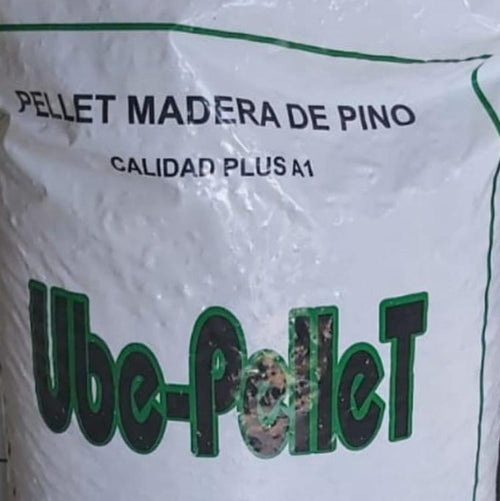 PELLET MADERA DE PINO
CALIDAD PLUS A1
Ube-PelleT